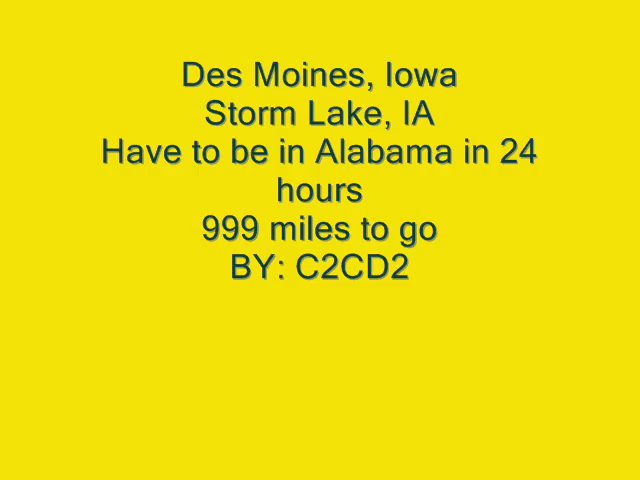 Des Moines, Iowa
Storm Lake, IA
Have to be in Alabama in 24
hours
999 miles to go
BY: C2CD2